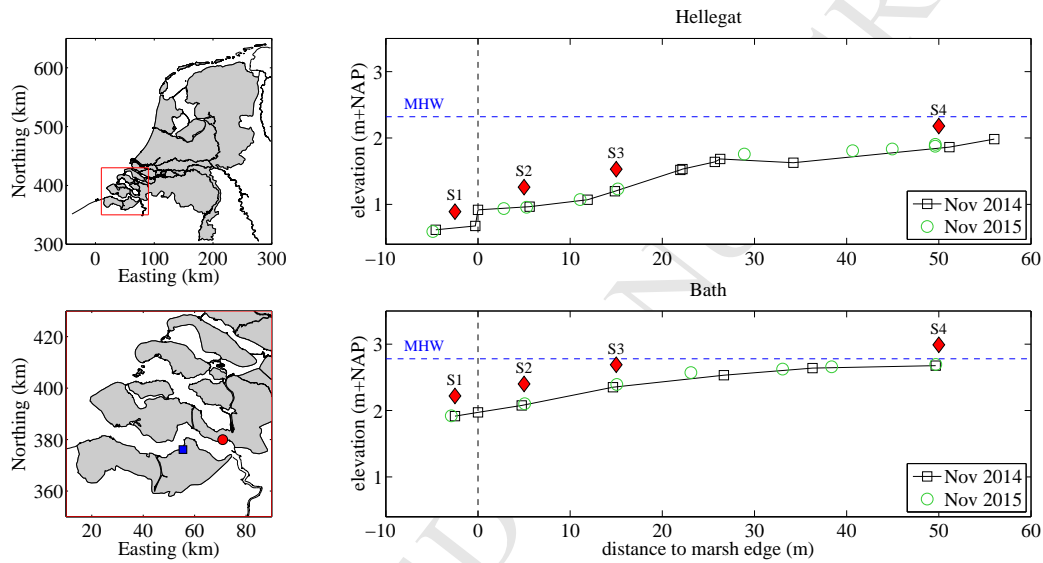 Hellegat
600
500
400
300
Northing (km)
0
100
200
300
Easting (km)
3
2
1
elevation (m+NAP)
MHW
S1
S2
S3
S4
Nov 2014
Nov 2015
−10
0
10
20
30
40
50
60
420
400
380
360
Northing (km)
20
40
60
80
Easting (km)
Bath
3
2
1
elevation (m+NAP)
MHW
S1
S2
S3
S4
Nov 2014
Nov 2015
−10
0
10
20
30
40
50
60
distance to marsh edge (m)